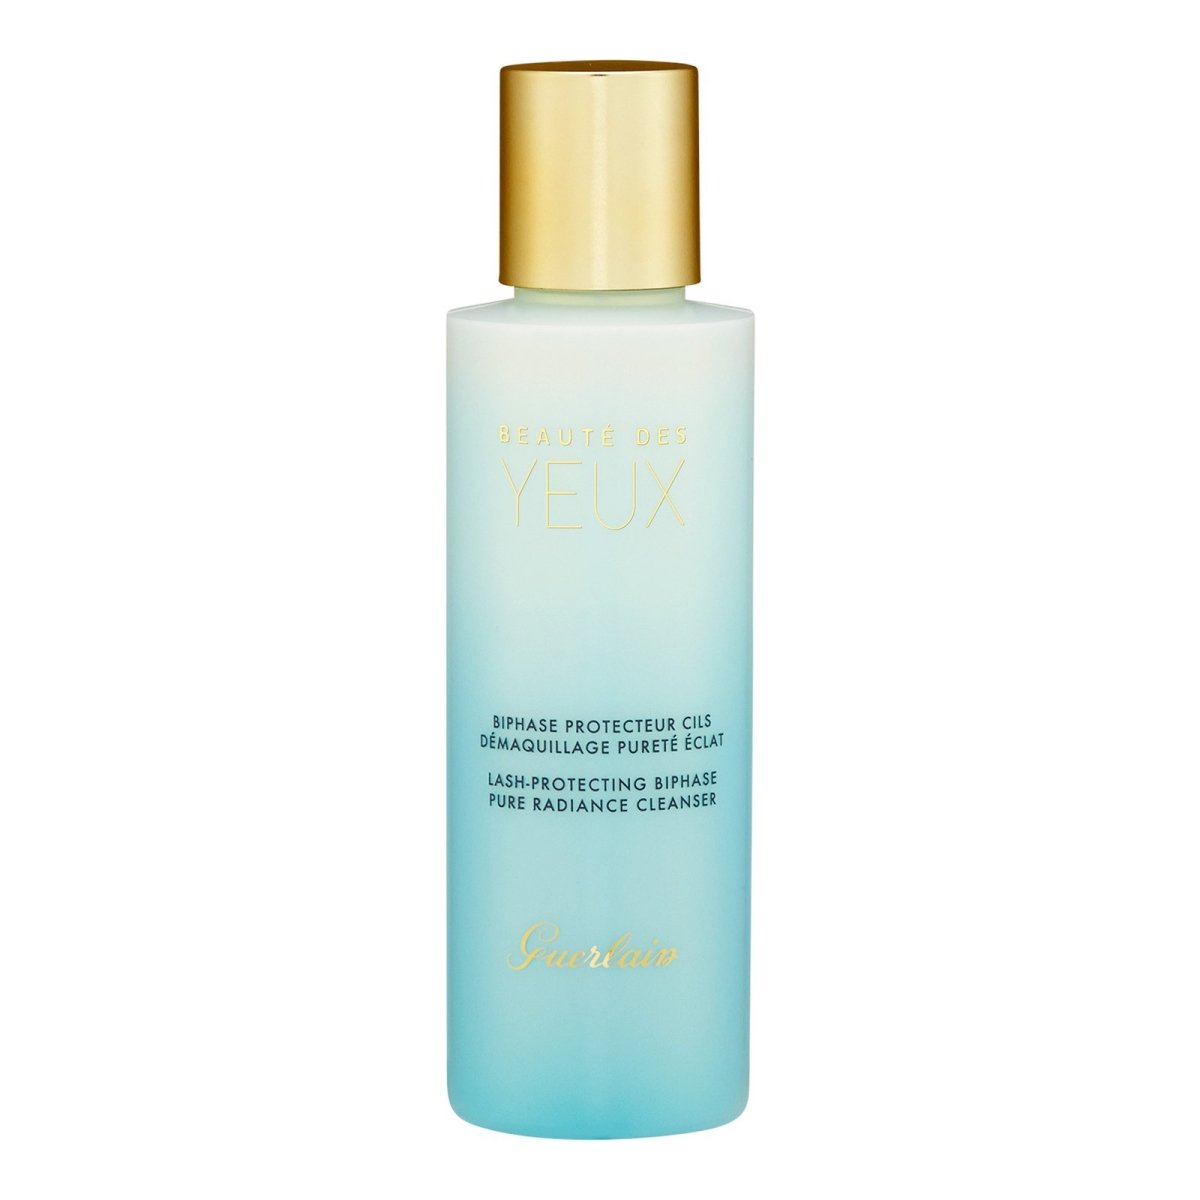 BEAUTÉ DES
YEUX
BIPHASE PROTECTEUR CILS
DÉMAQUILLAGE PURETÉ ÉCLAT
LASH-PROTECTING BIPHASE
PURE RADIANCE CLEANSER
Guerlain